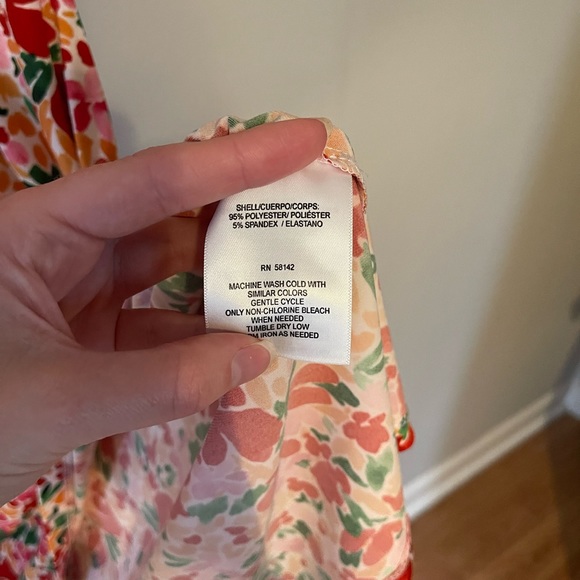 SHELL/CUERPO/CORPS:
95% POLYESTER/ POLIÉSTER
5% SPANDEX / ELASTANO
RN 58142
MACHINE WASH COLD WITH
SIMILAR COLORS
GENTLE CYCLE
ONLY NON-CHLORINE BLEACH
WHEN NEEDED
TUMBLE DRY LOW
IRON AS NEEDED